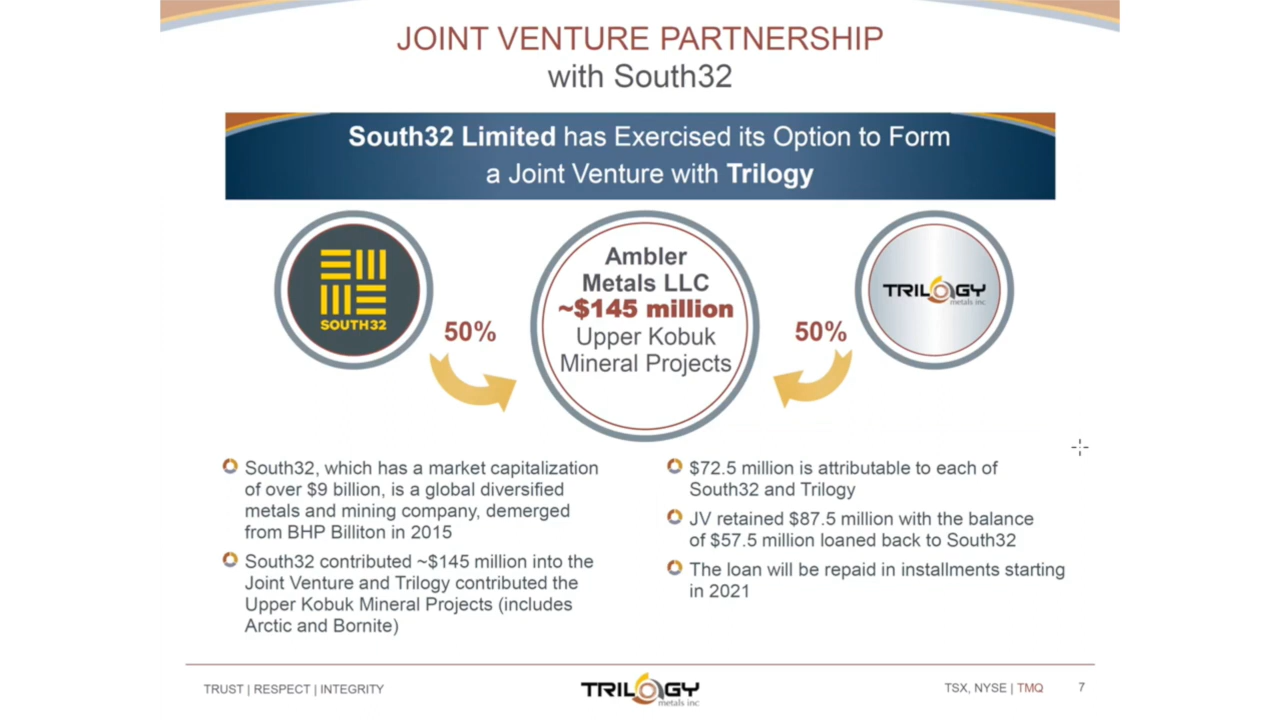 JOINT VENTURE PARTNERSHIP
with South32
South32 Limited has Exercised its Option to Form
a Joint Venture with Trilogy
SOUTH32
50%
Ambler
Metals LLC
~$145 million
Upper Kobuk
Mineral Projects
50%
TRILOGY
metals inc
South32, which has a market capitalization
of over $9 billion, is a global diversified
metals and mining company, demerged
from BHP Billiton in 2015
South32 contributed ~$145 million into the
Joint Venture and Trilogy contributed the
Upper Kobuk Mineral Projects (includes
Arctic and Bornite)
$72.5 million is attributable to each of
South32 and Trilogy
JV retained $87.5 million with the balance
of $57.5 million loaned back to South32
The loan will be repaid in installments starting
in 2021
TRUST | RESPECT | INTEGRITY
TRILOGY
metals inc
TSX, NYSE | TMQ 7